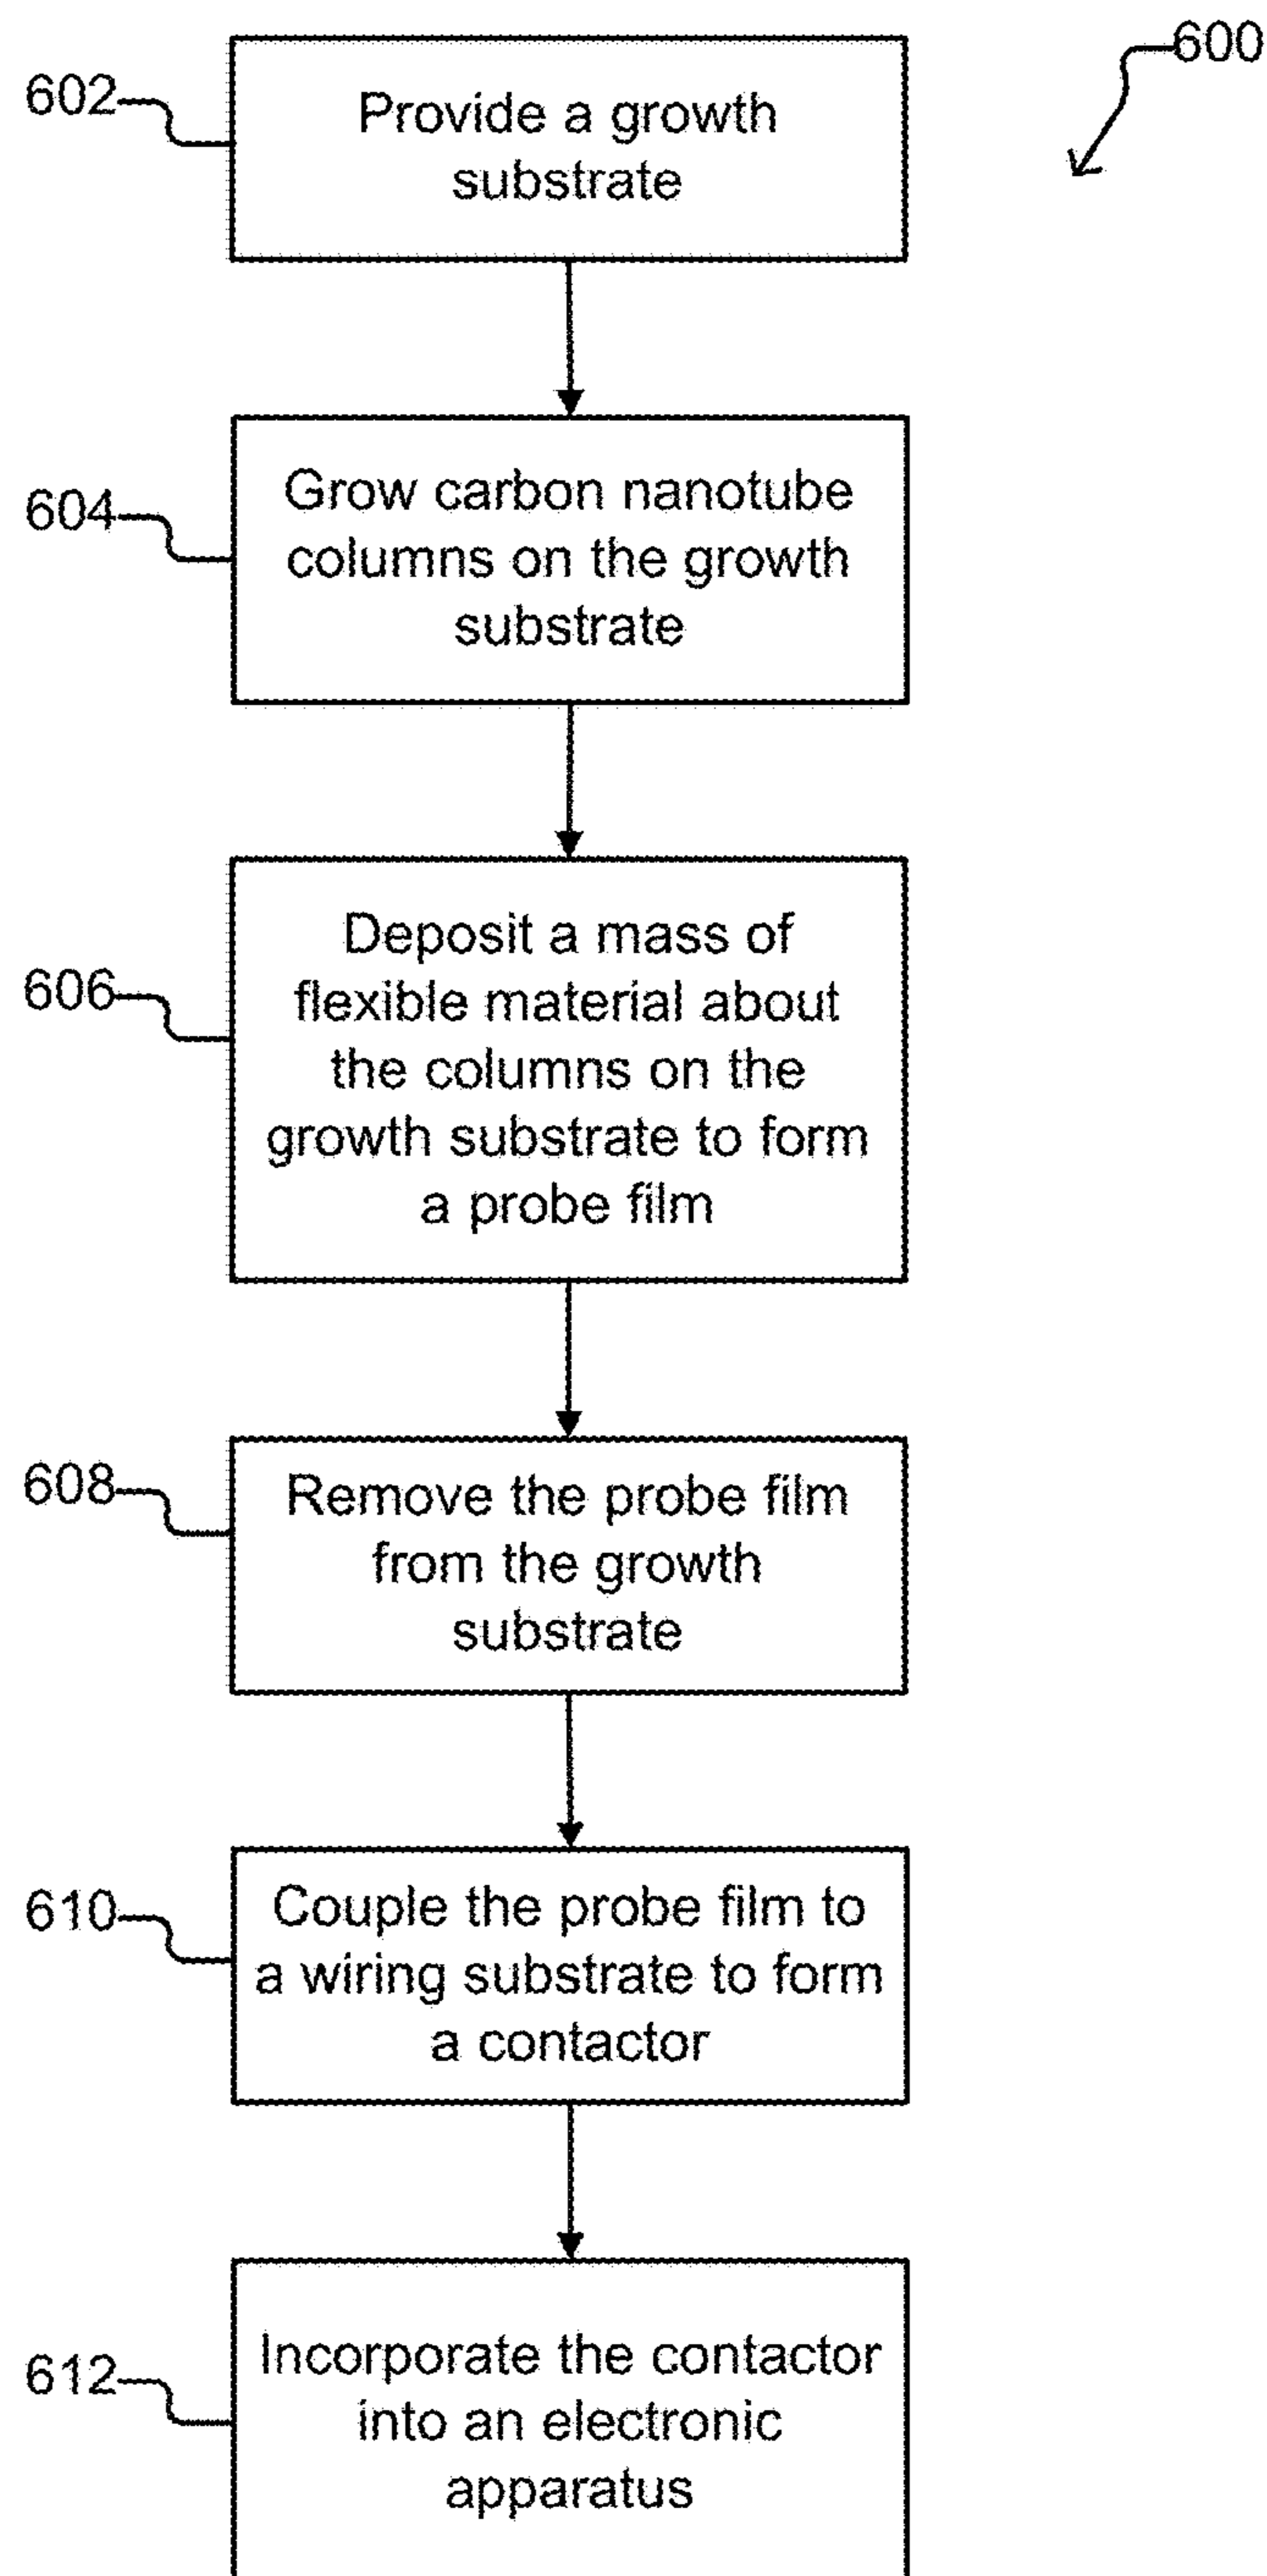 600
602
Provide a growth
substrate
604
Grow carbon nanotube
columns on the growth
substrate
606
Deposit a mass of
flexible material about
the columns on the
growth substrate to form
a probe film
608
Remove the probe film
from the growth
substrate
610
Couple the probe film to
a wiring substrate to form
a contactor
612
Incorporate the contactor
into an electronic
apparatus